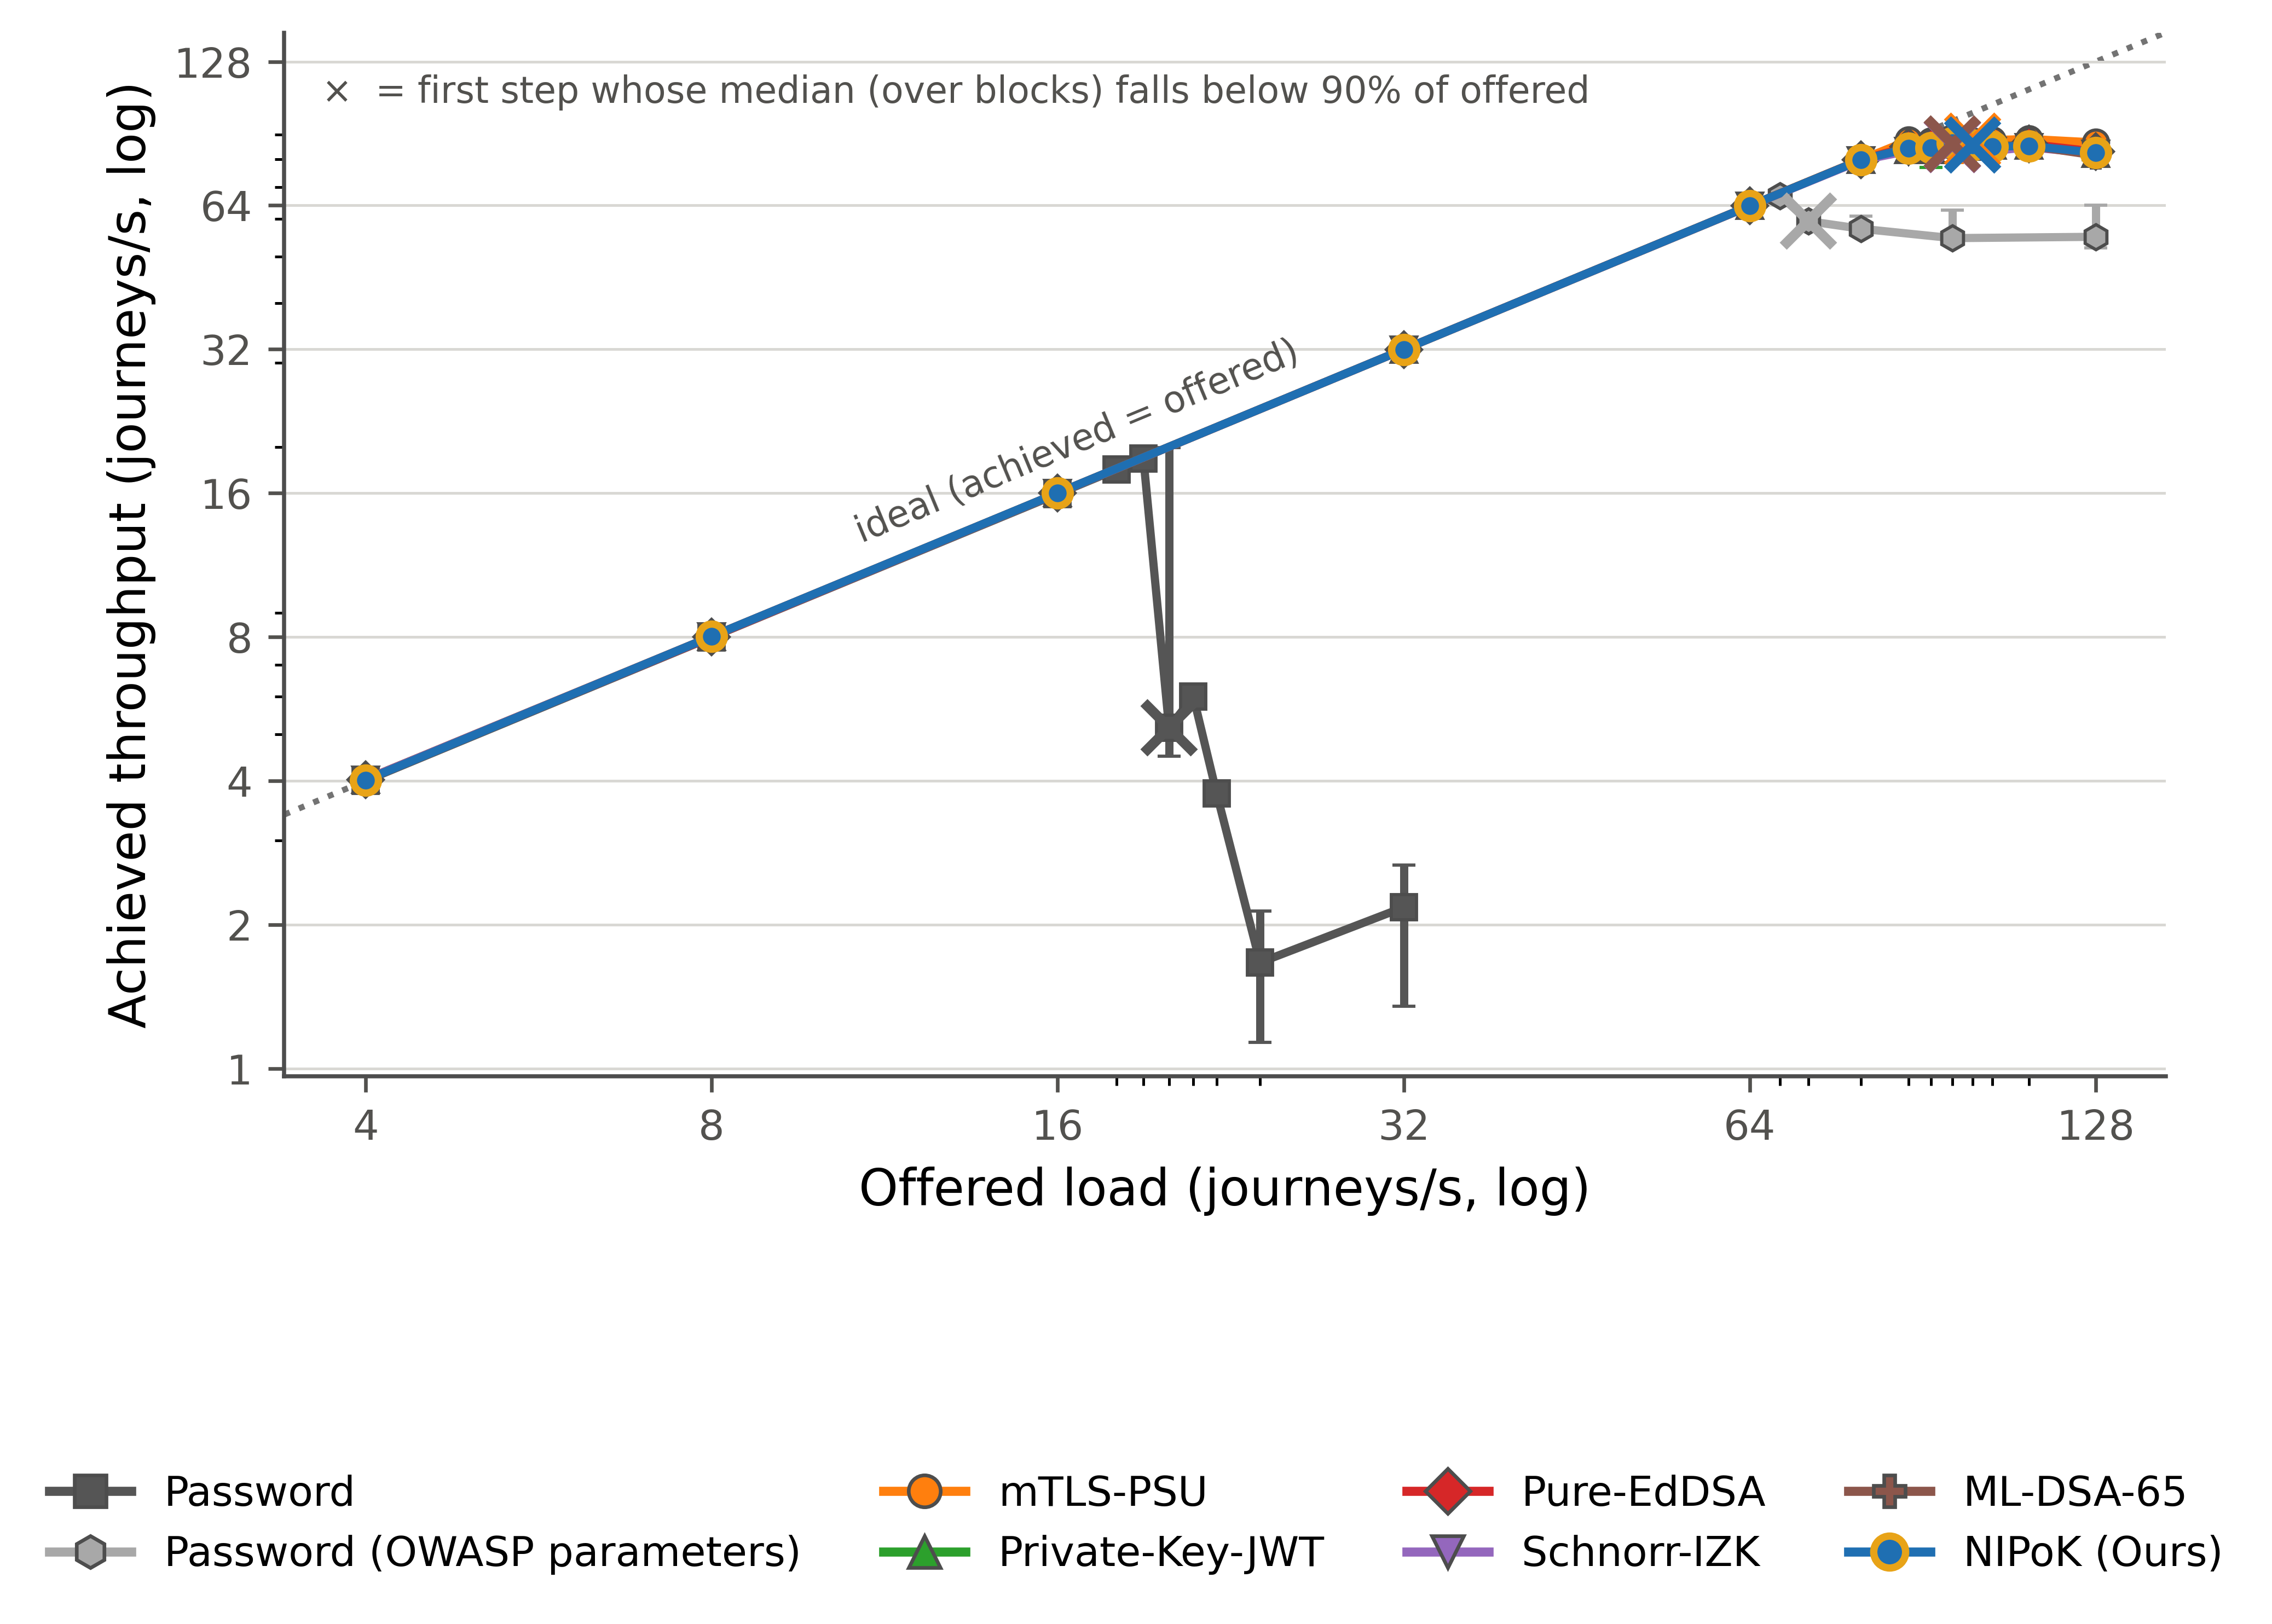 Achieved throughput (journeys/s, log)
128
64
32
16
8
4
2
1
× = first step whose median (over blocks) falls below 90% of offered
ideal (achieved = offered)
4 8 16 32 64 128
Offered load (journeys/s, log)
Password mTLS-PSU Pure-EdDSA ML-DSA-65
Password (OWASP parameters) Private-Key-JWT Schnorr-IZK NIPoK (Ours)